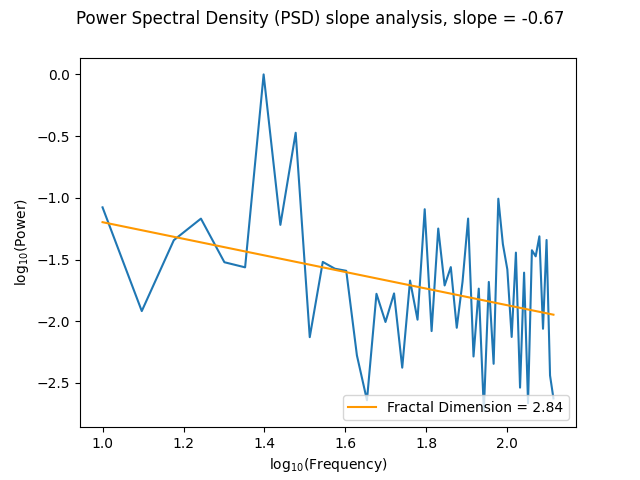 Power Spectral Density (PSD) slope analysis, slope = -0.67
log₁₀(Power)
0.0
−0.5
−1.0
−1.5
−2.0
−2.5
Fractal Dimension = 2.84
1.0 1.2 1.4 1.6 1.8 2.0
log₁₀(Frequency)